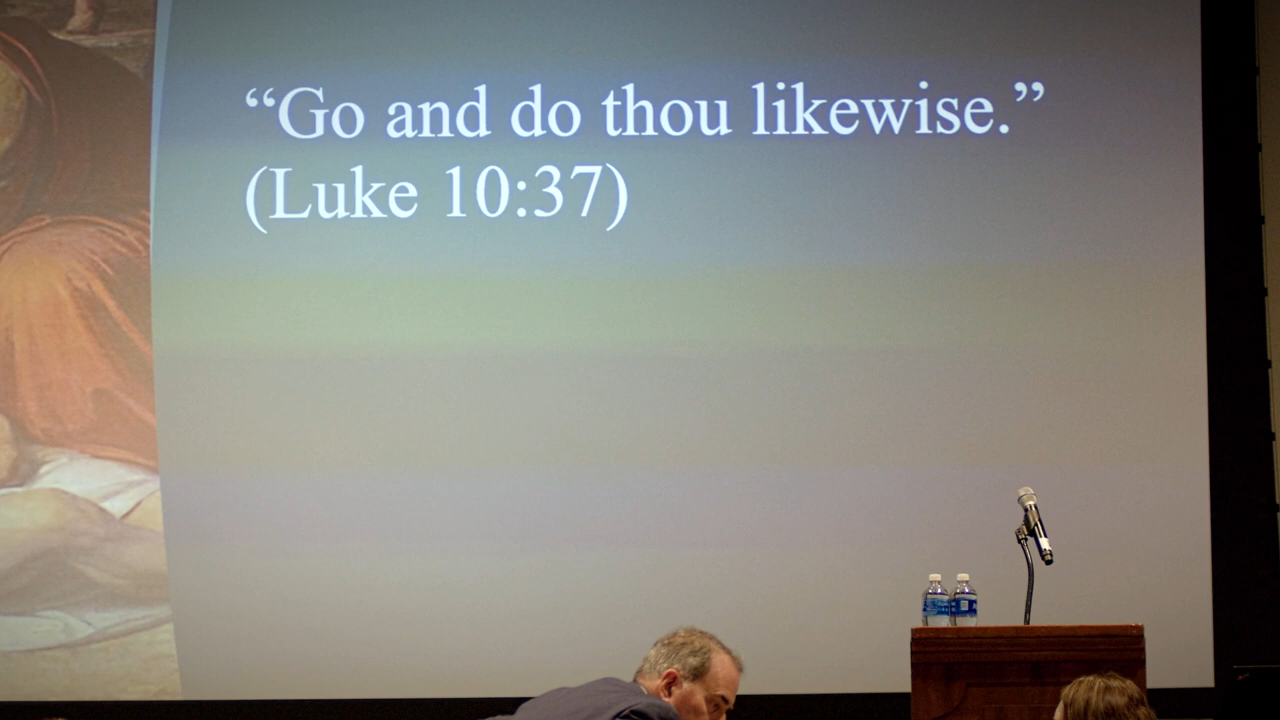 “Go and do thou likewise.”
(Luke 10:37)